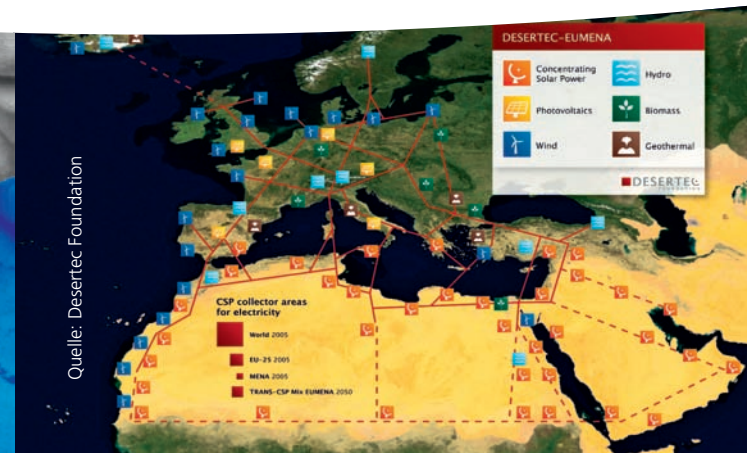 DESERTEC–EUMENA
Concentrating
Solar Power
Hydro
Photovoltaics
Biomass
Wind
Geothermal
DESERTEC
FOUNDATION
CSP collector areas
for electricity
World 2005
EU–25 2005
MENA 2005
TRANS–CSP Mix EUMENA 2050
Quelle: Desertec Foundation